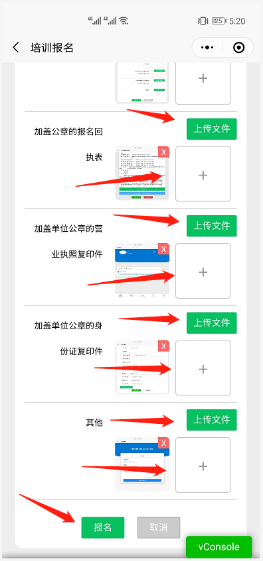 5:20
培训报名
上传文件
加盖公章的报名回
执表
X
上传文件
加盖单位公章的营
业执照复印件
X
上传文件
加盖单位公章的身
份证复印件
X
上传文件
其他
X
报名
取消
vConsole